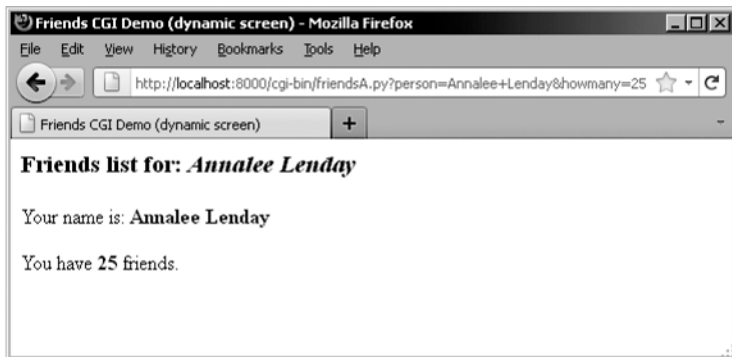 Friends CGI Demo (dynamic screen) - Mozilla Firefox
File Edit View History Bookmarks Tools Help
http://localhost:8000/cgi-bin/friendsA.py?person=Annalee+Lenday&howmany=25
Friends CGI Demo (dynamic screen)
Friends list for: Annalee Lenday
Your name is: Annalee Lenday
You have 25 friends.